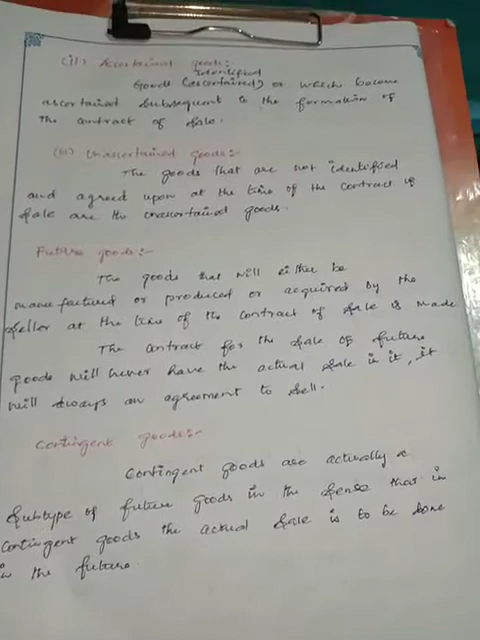 (ii) Ascertained goods:-
identified
Goods (ascertained) or which become
ascertained subsequent to the formation of
the contract of sale.
(iii) Unascertained goods:-
The goods that are not identified
and agreed upon at the time of the contract of
sale are the unascertained goods.
Future goods:-
The goods that will either be
manufactured or produced or acquired by the
seller at the time of the contract of sale is made
The contract for the sale of future
goods will never have the actual sale in it, it
will always an agreement to sell.
Contingent goods:-
Contingent goods are actually a
subtype of future goods in the sense that in
contingent goods the actual sale is to be done
in the future.